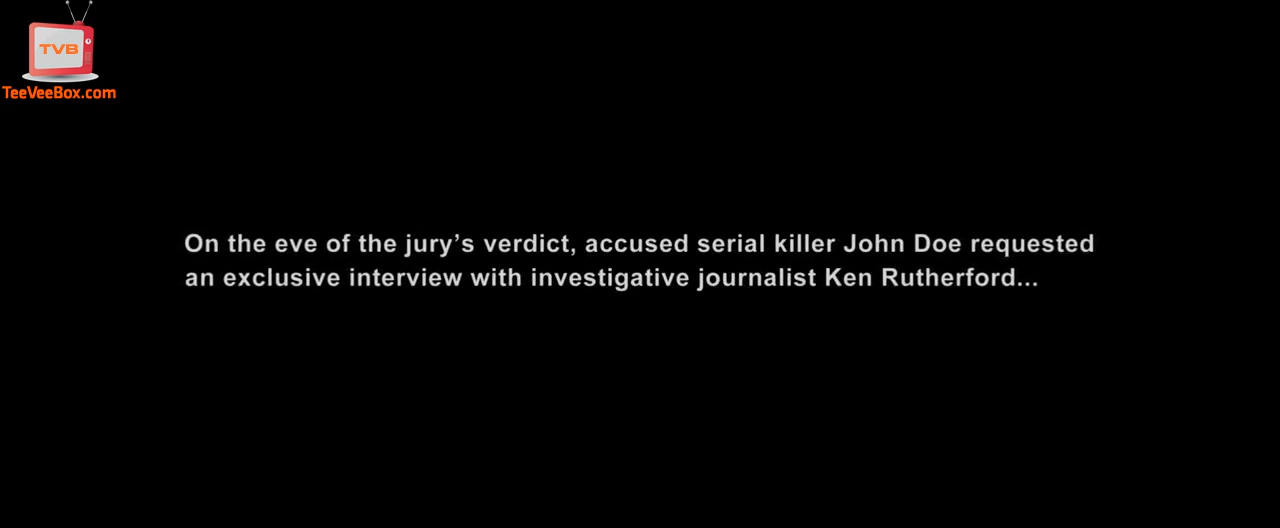 TVB
TeeVeeBox.com
On the eve of the jury’s verdict, accused serial killer John Doe requested
an exclusive interview with investigative journalist Ken Rutherford...